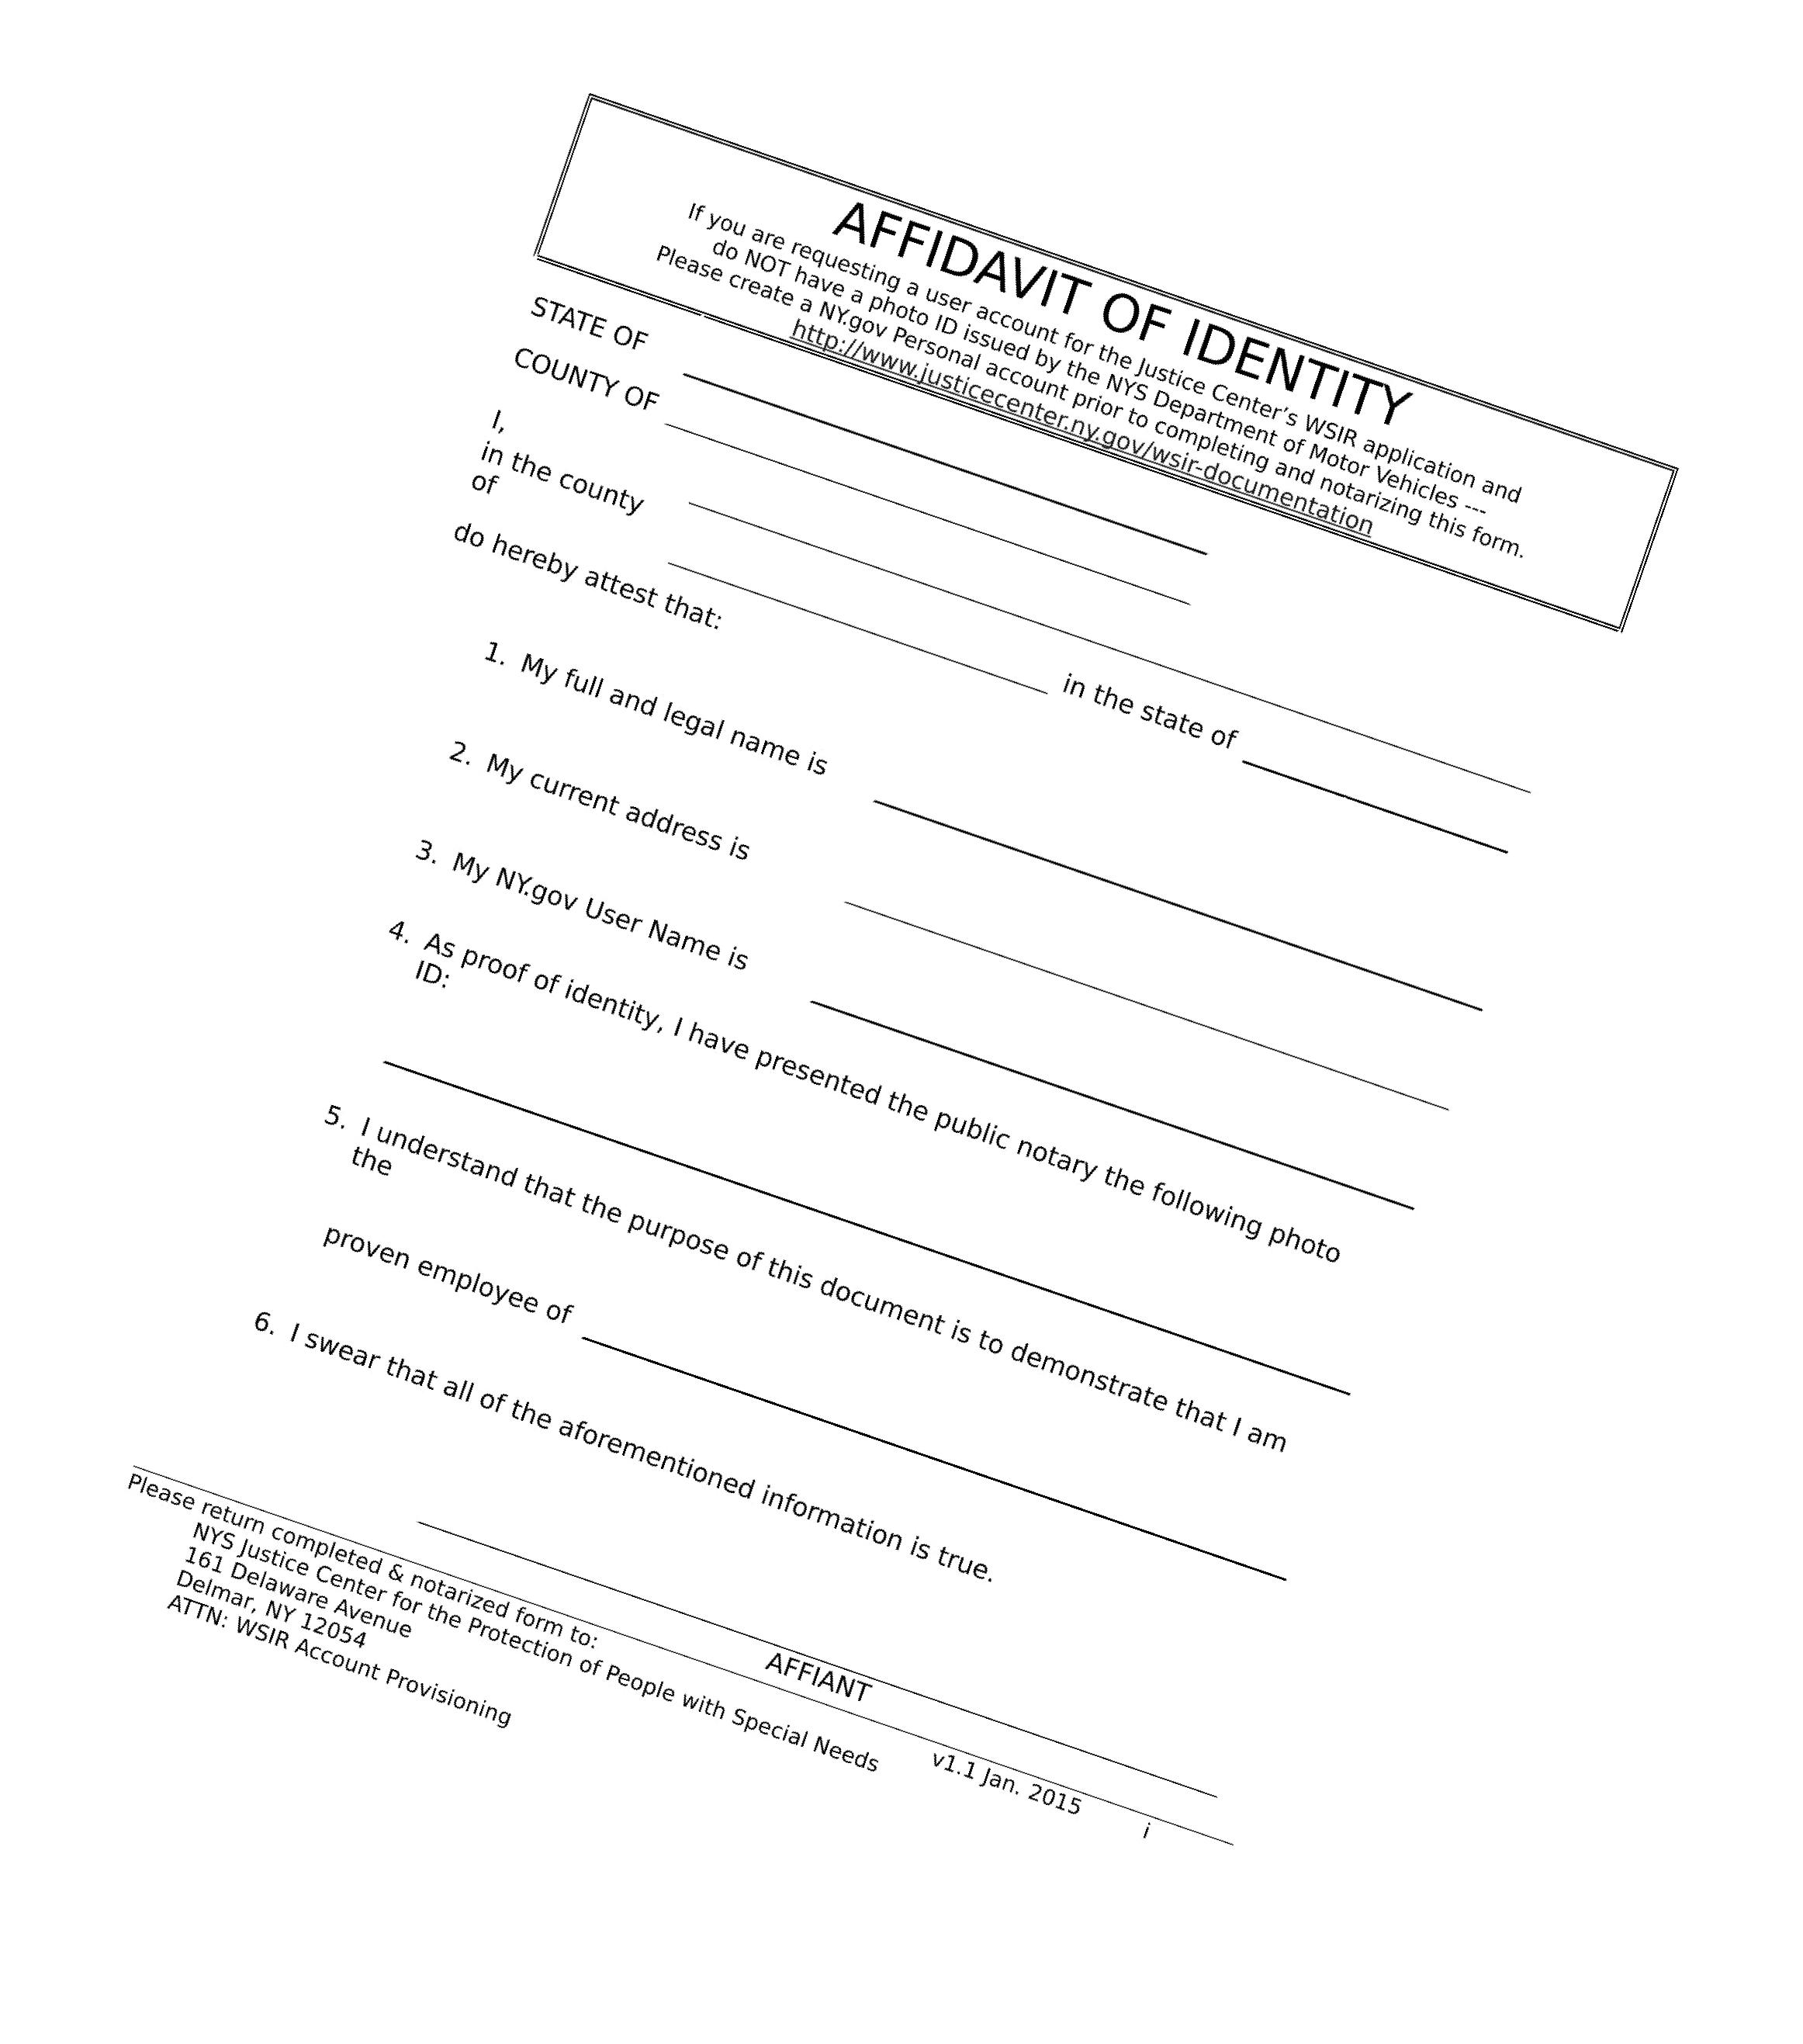 AFFIDAVIT OF IDENTITY
If you are requesting a user account for the Justice Center’s WSIR application and
do NOT have a photo ID issued by the NYS Department of Motor Vehicles ---
Please create a NY.gov Personal account prior to completing and notarizing this form.
http://www.justicecenter.ny.gov/wsir-documentation
STATE OF
COUNTY OF
I,
in the county
of
in the state of
do hereby attest that:
1. My full and legal name is
2. My current address is
3. My NY.gov User Name is
4. As proof of identity, I have presented the public notary the following photo
ID:
5. I understand that the purpose of this document is to demonstrate that I am
the
proven employee of
6. I swear that all of the aforementioned information is true.
AFFIANT
Please return completed & notarized form to:
NYS Justice Center for the Protection of People with Special Needs
161 Delaware Avenue
Delmar, NY 12054
ATTN: WSIR Account Provisioning
v1.1 Jan. 2015
i